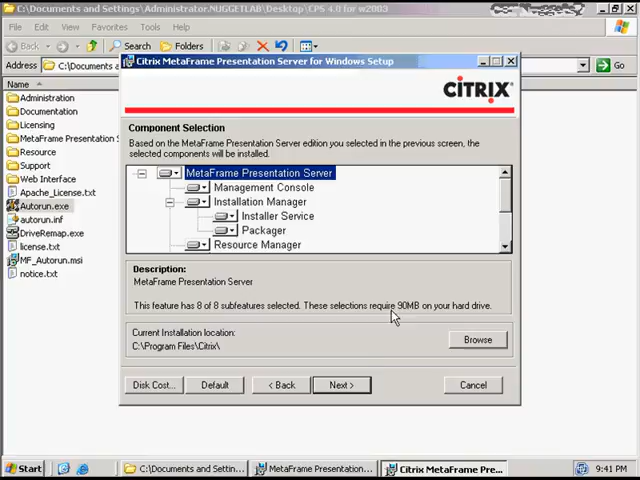 C:\Documents and Settings\Administrator.NUGGETLAB\Desktop\CPS 4.0 for w2003
File Edit View Favorites Tools Help
Back Search Folders
Address C:\Documents Go
Name
Administration
Documentation
Licensing
MetaFrame Presentation S
Resource
Support
Web Interface
Apache_License.txt
Autorun.exe
autorun.inf
DriveRemap.exe
license.txt
MF_Autorun.msi
notice.txt
Citrix MetaFrame Presentation Server for Windows Setup
CITRIX
Component Selection
Based on the MetaFrame Presentation Server edition you selected in the previous screen, the
selected components will be installed.
MetaFrame Presentation Server
Management Console
Installation Manager
Installer Service
Packager
Resource Manager
Description:
MetaFrame Presentation Server
This feature has 8 of 8 subfeatures selected. These selections require 90MB on your hard drive.
Current Installation location:
C:\Program Files\Citrix\
Browse
Disk Cost... Default < Back Next > Cancel
Start C:\Documents and Settin... MetaFrame Presentation... Citrix MetaFrame Pre... 9:41 PM